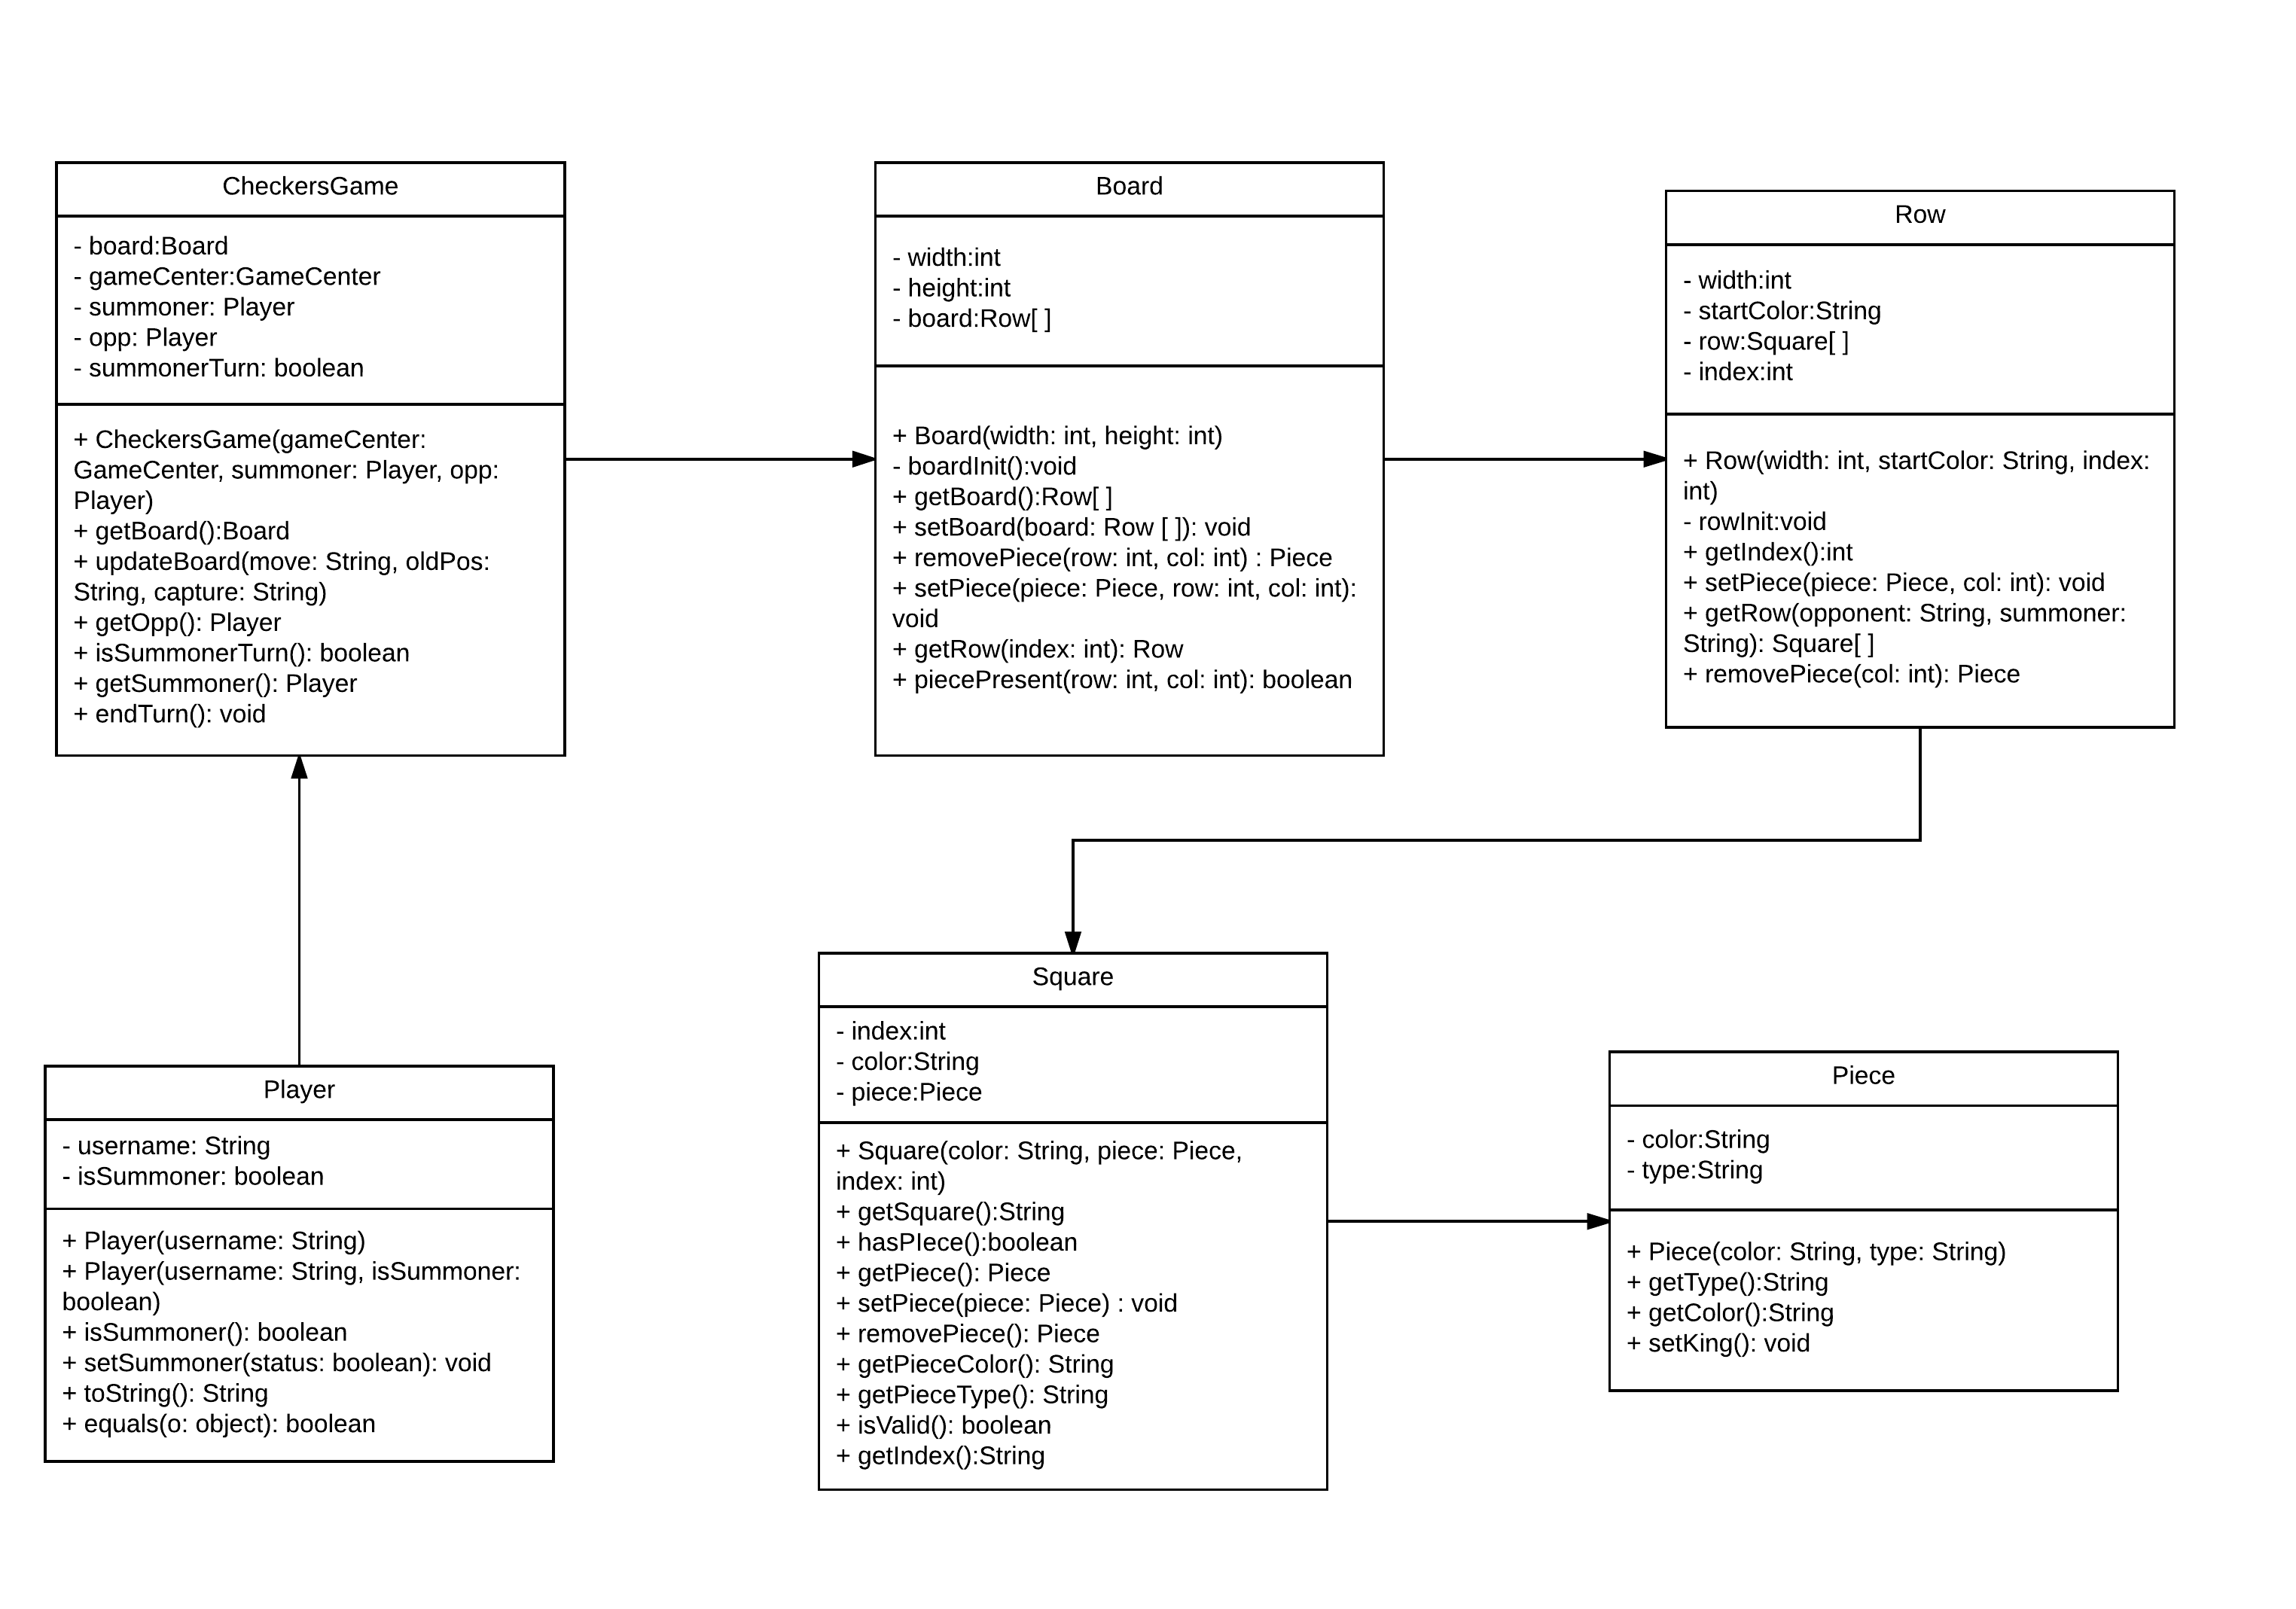 CheckersGame
- board:Board
- gameCenter:GameCenter
- summoner: Player
- opp: Player
- summonerTurn: boolean
+ CheckersGame(gameCenter:
GameCenter, summoner: Player, opp:
Player)
+ getBoard():Board
+ updateBoard(move: String, oldPos:
String, capture: String)
+ getOpp(): Player
+ isSummonerTurn(): boolean
+ getSummoner(): Player
+ endTurn(): void
Board
- width:int
- height:int
- board:Row[ ]
+ Board(width: int, height: int)
- boardInit():void
+ getBoard():Row[ ]
+ setBoard(board: Row [ ]): void
+ removePiece(row: int, col: int) : Piece
+ setPiece(piece: Piece, row: int, col: int):
void
+ getRow(index: int): Row
+ piecePresent(row: int, col: int): boolean
Row
- width:int
- startColor:String
- row:Square[ ]
- index:int
+ Row(width: int, startColor: String, index:
int)
- rowInit:void
+ getIndex():int
+ setPiece(piece: Piece, col: int): void
+ getRow(opponent: String, summoner:
String): Square[ ]
+ removePiece(col: int): Piece
Player
- username: String
- isSummoner: boolean
+ Player(username: String)
+ Player(username: String, isSummoner:
boolean)
+ isSummoner(): boolean
+ setSummoner(status: boolean): void
+ toString(): String
+ equals(o: object): boolean
Square
- index:int
- color:String
- piece:Piece
+ Square(color: String, piece: Piece,
index: int)
+ getSquare():String
+ hasPIece():boolean
+ getPiece(): Piece
+ setPiece(piece: Piece) : void
+ removePiece(): Piece
+ getPieceColor(): String
+ getPieceType(): String
+ isValid(): boolean
+ getIndex():String
Piece
- color:String
- type:String
+ Piece(color: String, type: String)
+ getType():String
+ getColor():String
+ setKing(): void